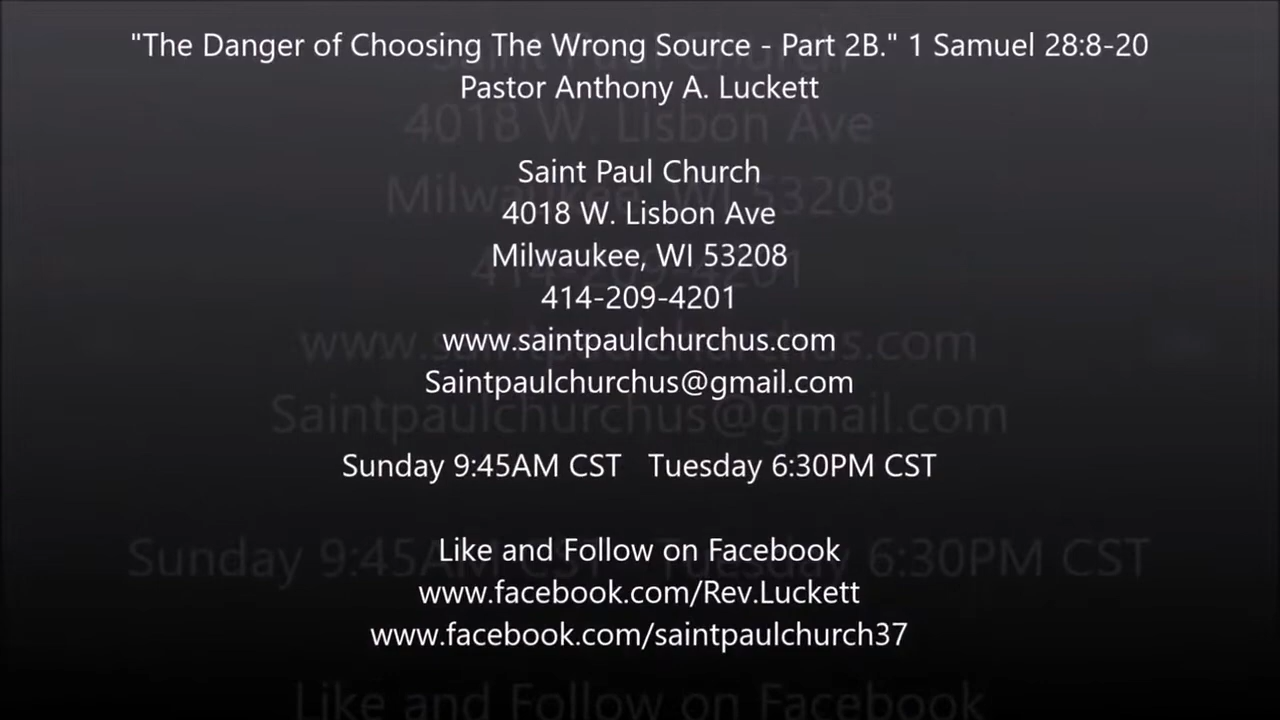 "The Danger of Choosing The Wrong Source - Part 2B." 1 Samuel 28:8-20
Pastor Anthony A. Luckett
Saint Paul Church
4018 W. Lisbon Ave
Milwaukee, WI 53208
414-209-4201
www.saintpaulchurchus.com
Saintpaulchurchus@gmail.com
Sunday 9:45AM CST Tuesday 6:30PM CST
Like and Follow on Facebook
www.facebook.com/Rev.Luckett
www.facebook.com/saintpaulchurch37